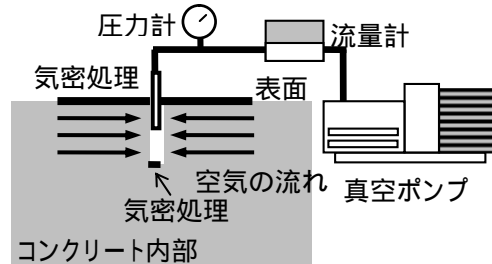 圧力計
流量計
気密処理
表面
空気の流れ
真空ポンプ
気密処理
コンクリート内部